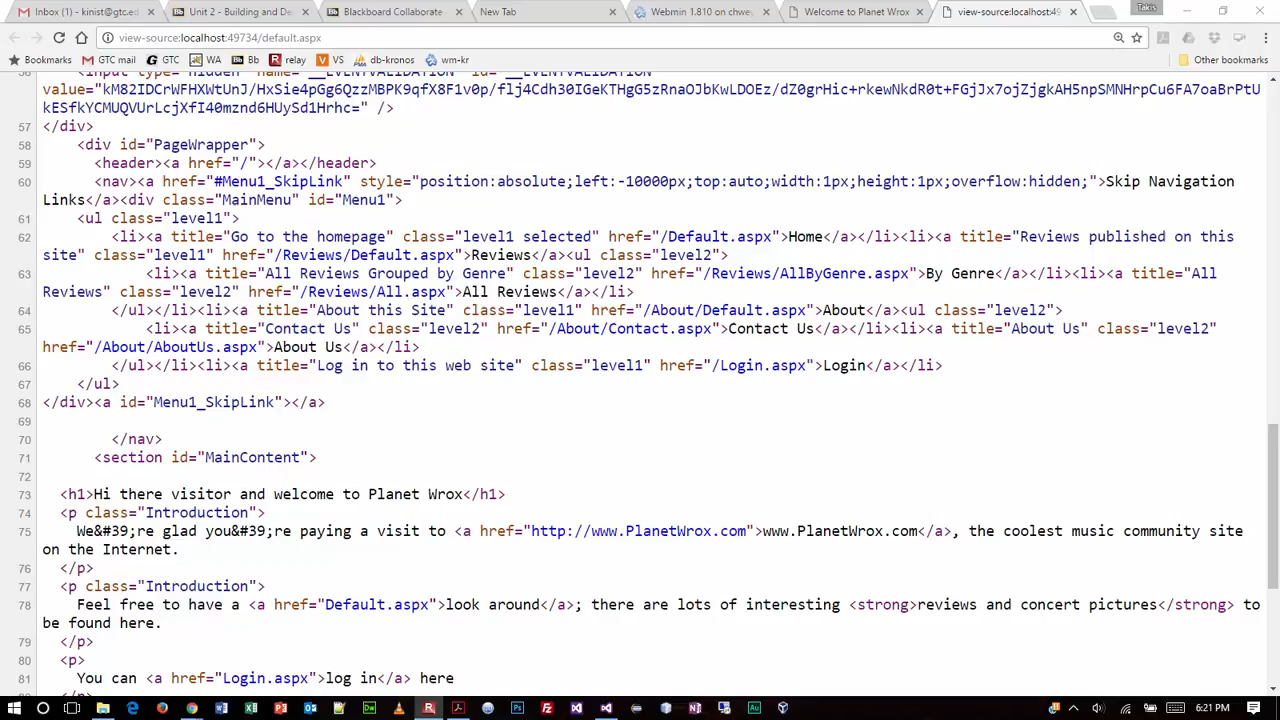 Inbox (1) - kinist@gtc.ed
Unit 2 - Building and De
Blackboard Collaborate
New Tab
Webmin 1.810 on chwey
Welcome to Planet Wrox
view-source:localhost:49
Takis
view-source:localhost:49734/default.aspx
Bookmarks
GTC mail
GTC
WA
Bb
relay
VS
db-kronos
wm-kr
Other bookmarks
56 <input type="hidden" name="__EVENTVALIDATION" id="__EVENTVALIDATION"
value="kM82IDCrWFHXWtUnJ/HxSie4pGg6QzzMBPK9qfX8F1v0p/flj4Cdh30IGeKTHgG5zRnaOJbKwLDOEz/dZ0grHic+rkewNkdR0t+FGjJx7ojZjgkAH5npSMNHrpCu6FA7oaBrPtU
kESfkYCMUQVUrLcjXfI40mznd6HUySd1Hrhc=" />
57 </div>
58 <div id="PageWrapper">
59 <header><a href="/"></a></header>
60 <nav><a href="#Menu1_SkipLink" style="position:absolute;left:-10000px;top:auto;width:1px;height:1px;overflow:hidden;">Skip Navigation
Links</a><div class="MainMenu" id="Menu1">
61 <ul class="level1">
62 <li><a title="Go to the homepage" class="level1 selected" href="/Default.aspx">Home</a></li><li><a title="Reviews published on this
site" class="level1" href="/Reviews/Default.aspx">Reviews</a><ul class="level2">
63 <li><a title="All Reviews Grouped by Genre" class="level2" href="/Reviews/AllByGenre.aspx">By Genre</a></li><li><a title="All
Reviews" class="level2" href="/Reviews/All.aspx">All Reviews</a></li>
64 </ul></li><li><a title="About this Site" class="level1" href="/About/Default.aspx">About</a><ul class="level2">
65 <li><a title="Contact Us" class="level2" href="/About/Contact.aspx">Contact Us</a></li><li><a title="About Us" class="level2"
href="/About/AboutUs.aspx">About Us</a></li>
66 </ul></li><li><a title="Log in to this web site" class="level1" href="/Login.aspx">Login</a></li>
67 </ul>
68 </div><a id="Menu1_SkipLink"></a>
69
70 </nav>
71 <section id="MainContent">
72
73 <h1>Hi there visitor and welcome to Planet Wrox</h1>
74 <p class="Introduction">
75 We&#39;re glad you&#39;re paying a visit to <a href="http://www.PlanetWrox.com">www.PlanetWrox.com</a>, the coolest music community site
on the Internet.
76 </p>
77 <p class="Introduction">
78 Feel free to have a <a href="Default.aspx">look around</a>; there are lots of interesting <strong>reviews and concert pictures</strong> to
be found here.
79 </p>
80 <p>
81 You can <a href="Login.aspx">log in</a> here
</p>
6:21 PM